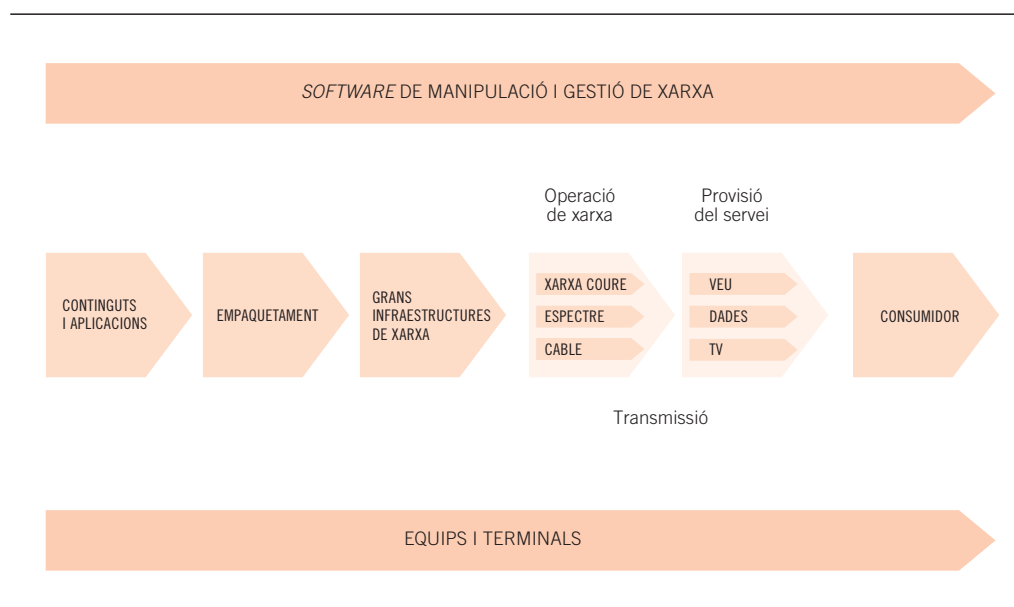 SOFTWARE DE MANIPULACIÓ I GESTIÓ DE XARXA
Operació
de xarxa
Provisió
del servei
CONTINGUTS
I APLICACIONS
EMPAQUETAMENT
GRANS
INFRAESTRUCTURES
DE XARXA
XARXA COURE
ESPECTRE
CABLE
VEU
DADES
TV
CONSUMIDOR
Transmissió
EQUIPS I TERMINALS